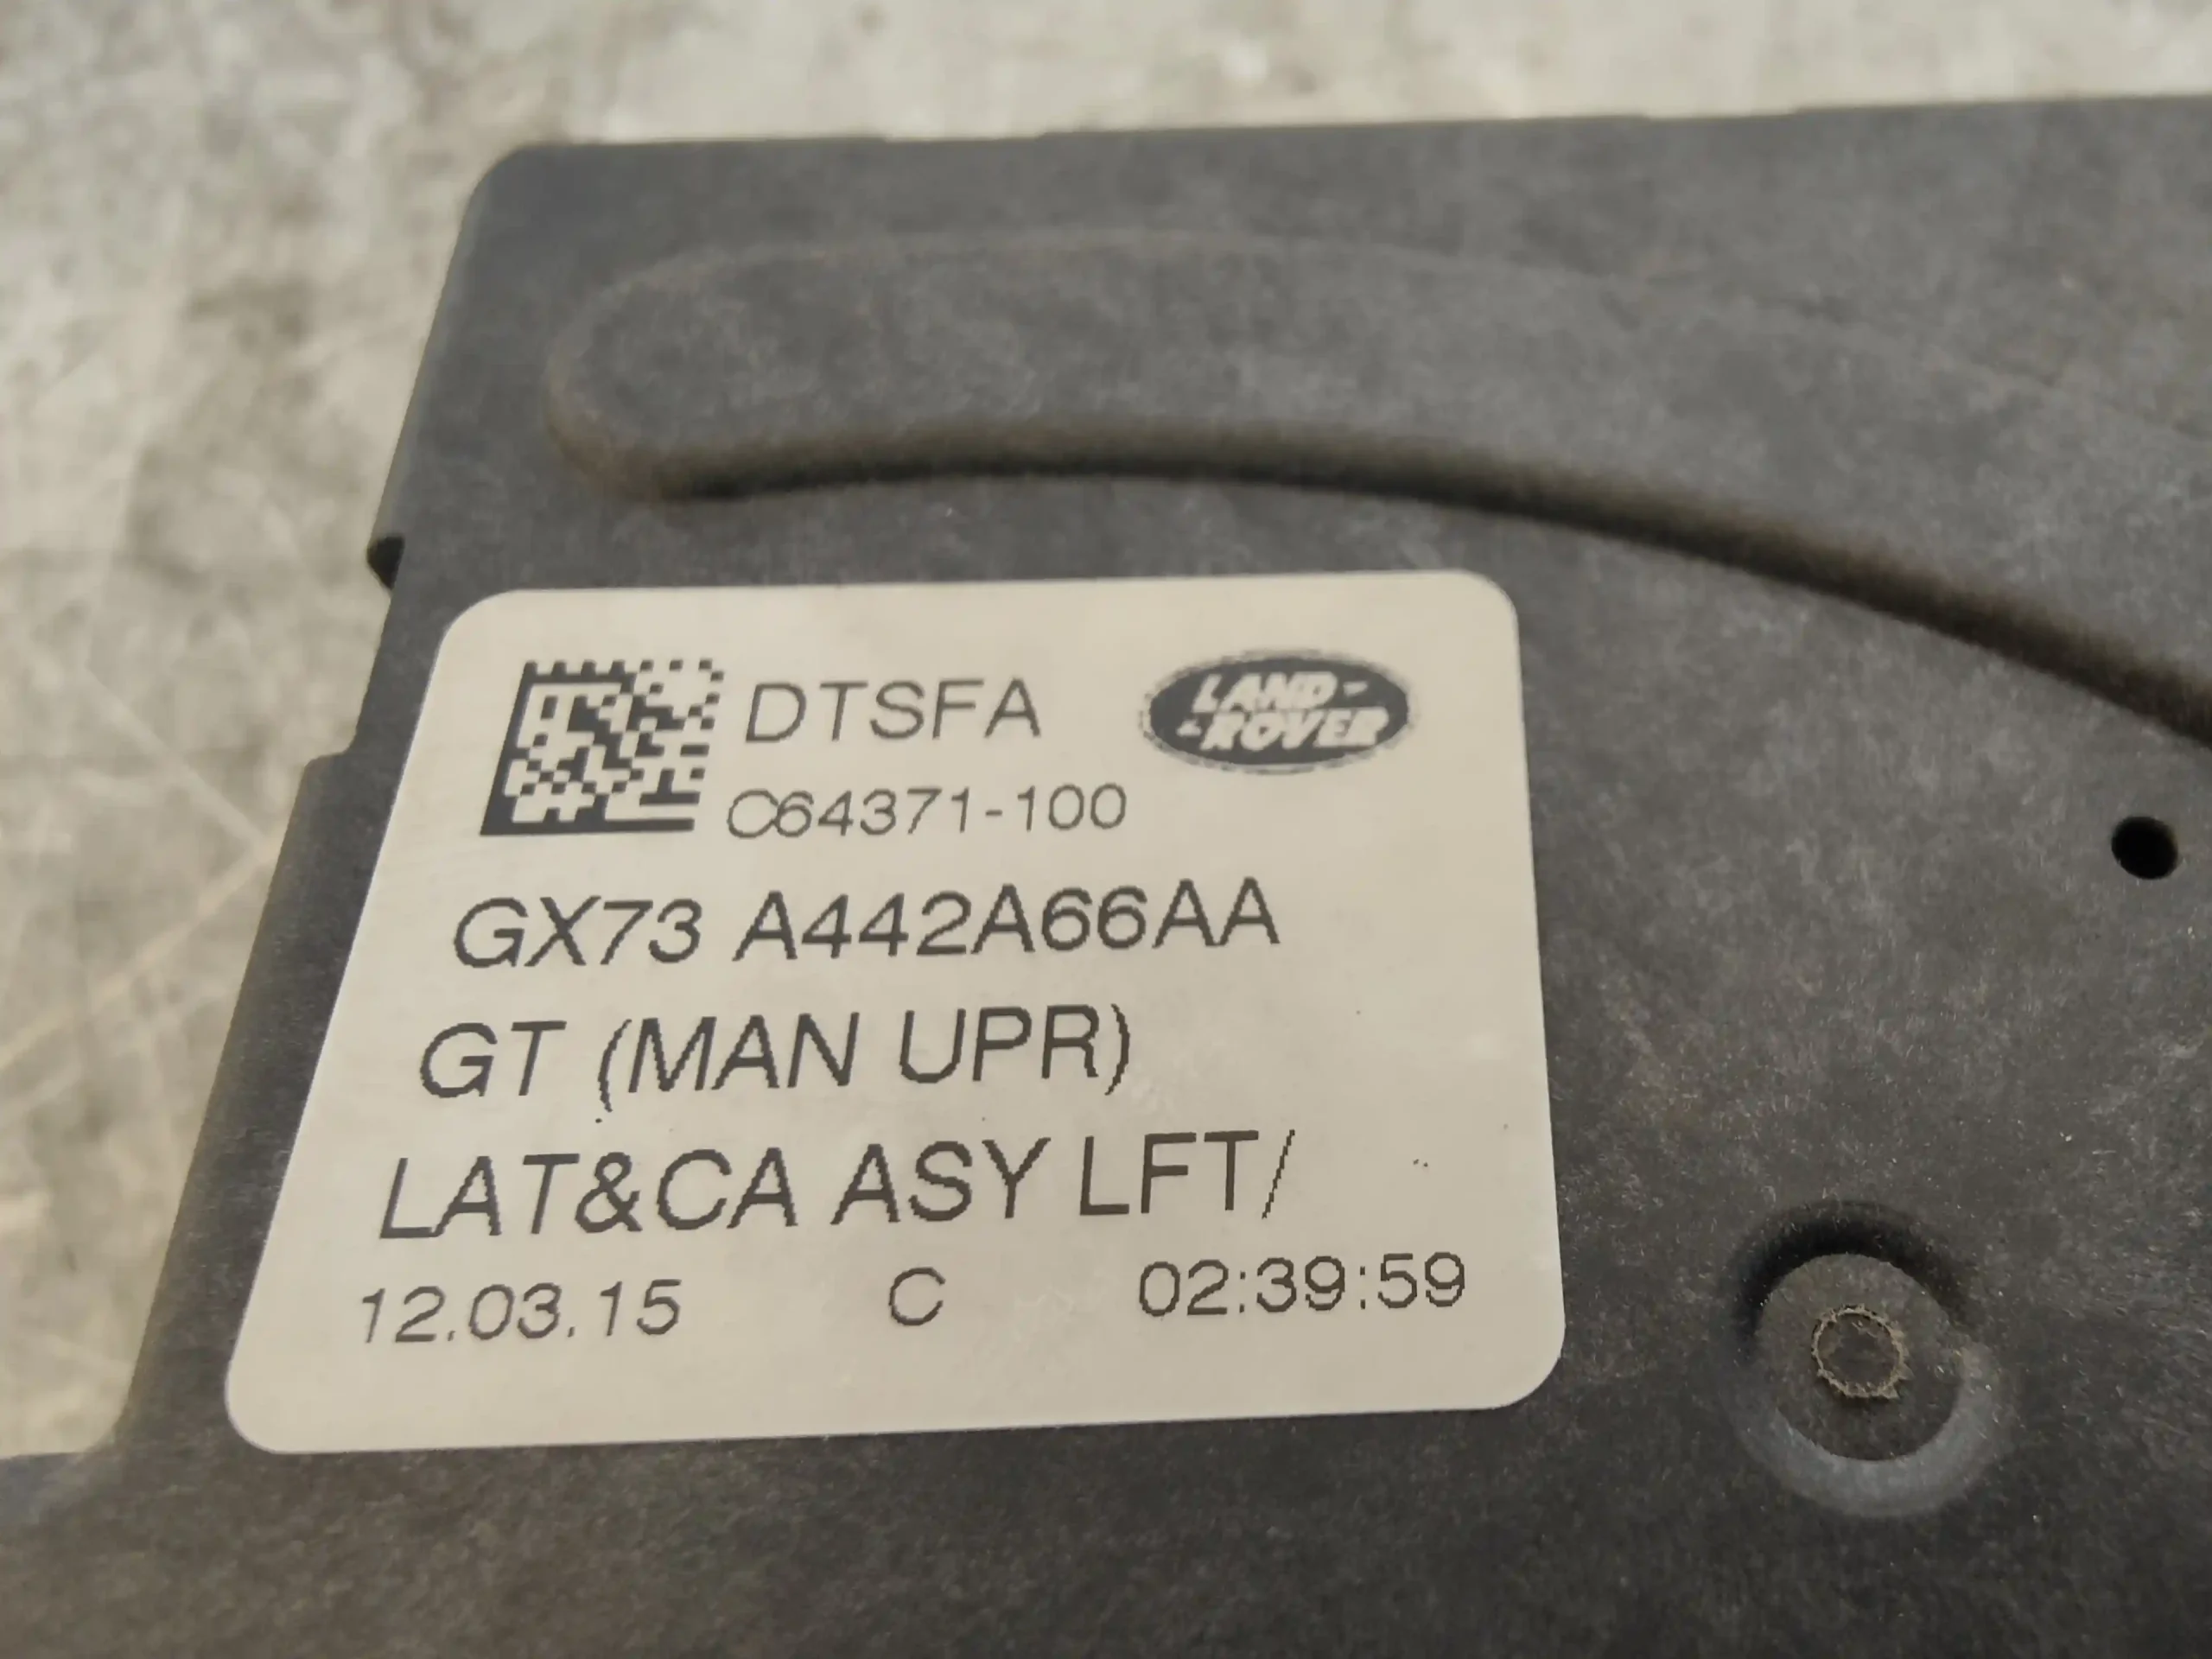 DTSFA
LAND-
-ROVER
C64371-100
GX73 A442A66AA
GT (MAN UPR)
LAT&CA ASY LFT/
12.03.15 C 02:39:59